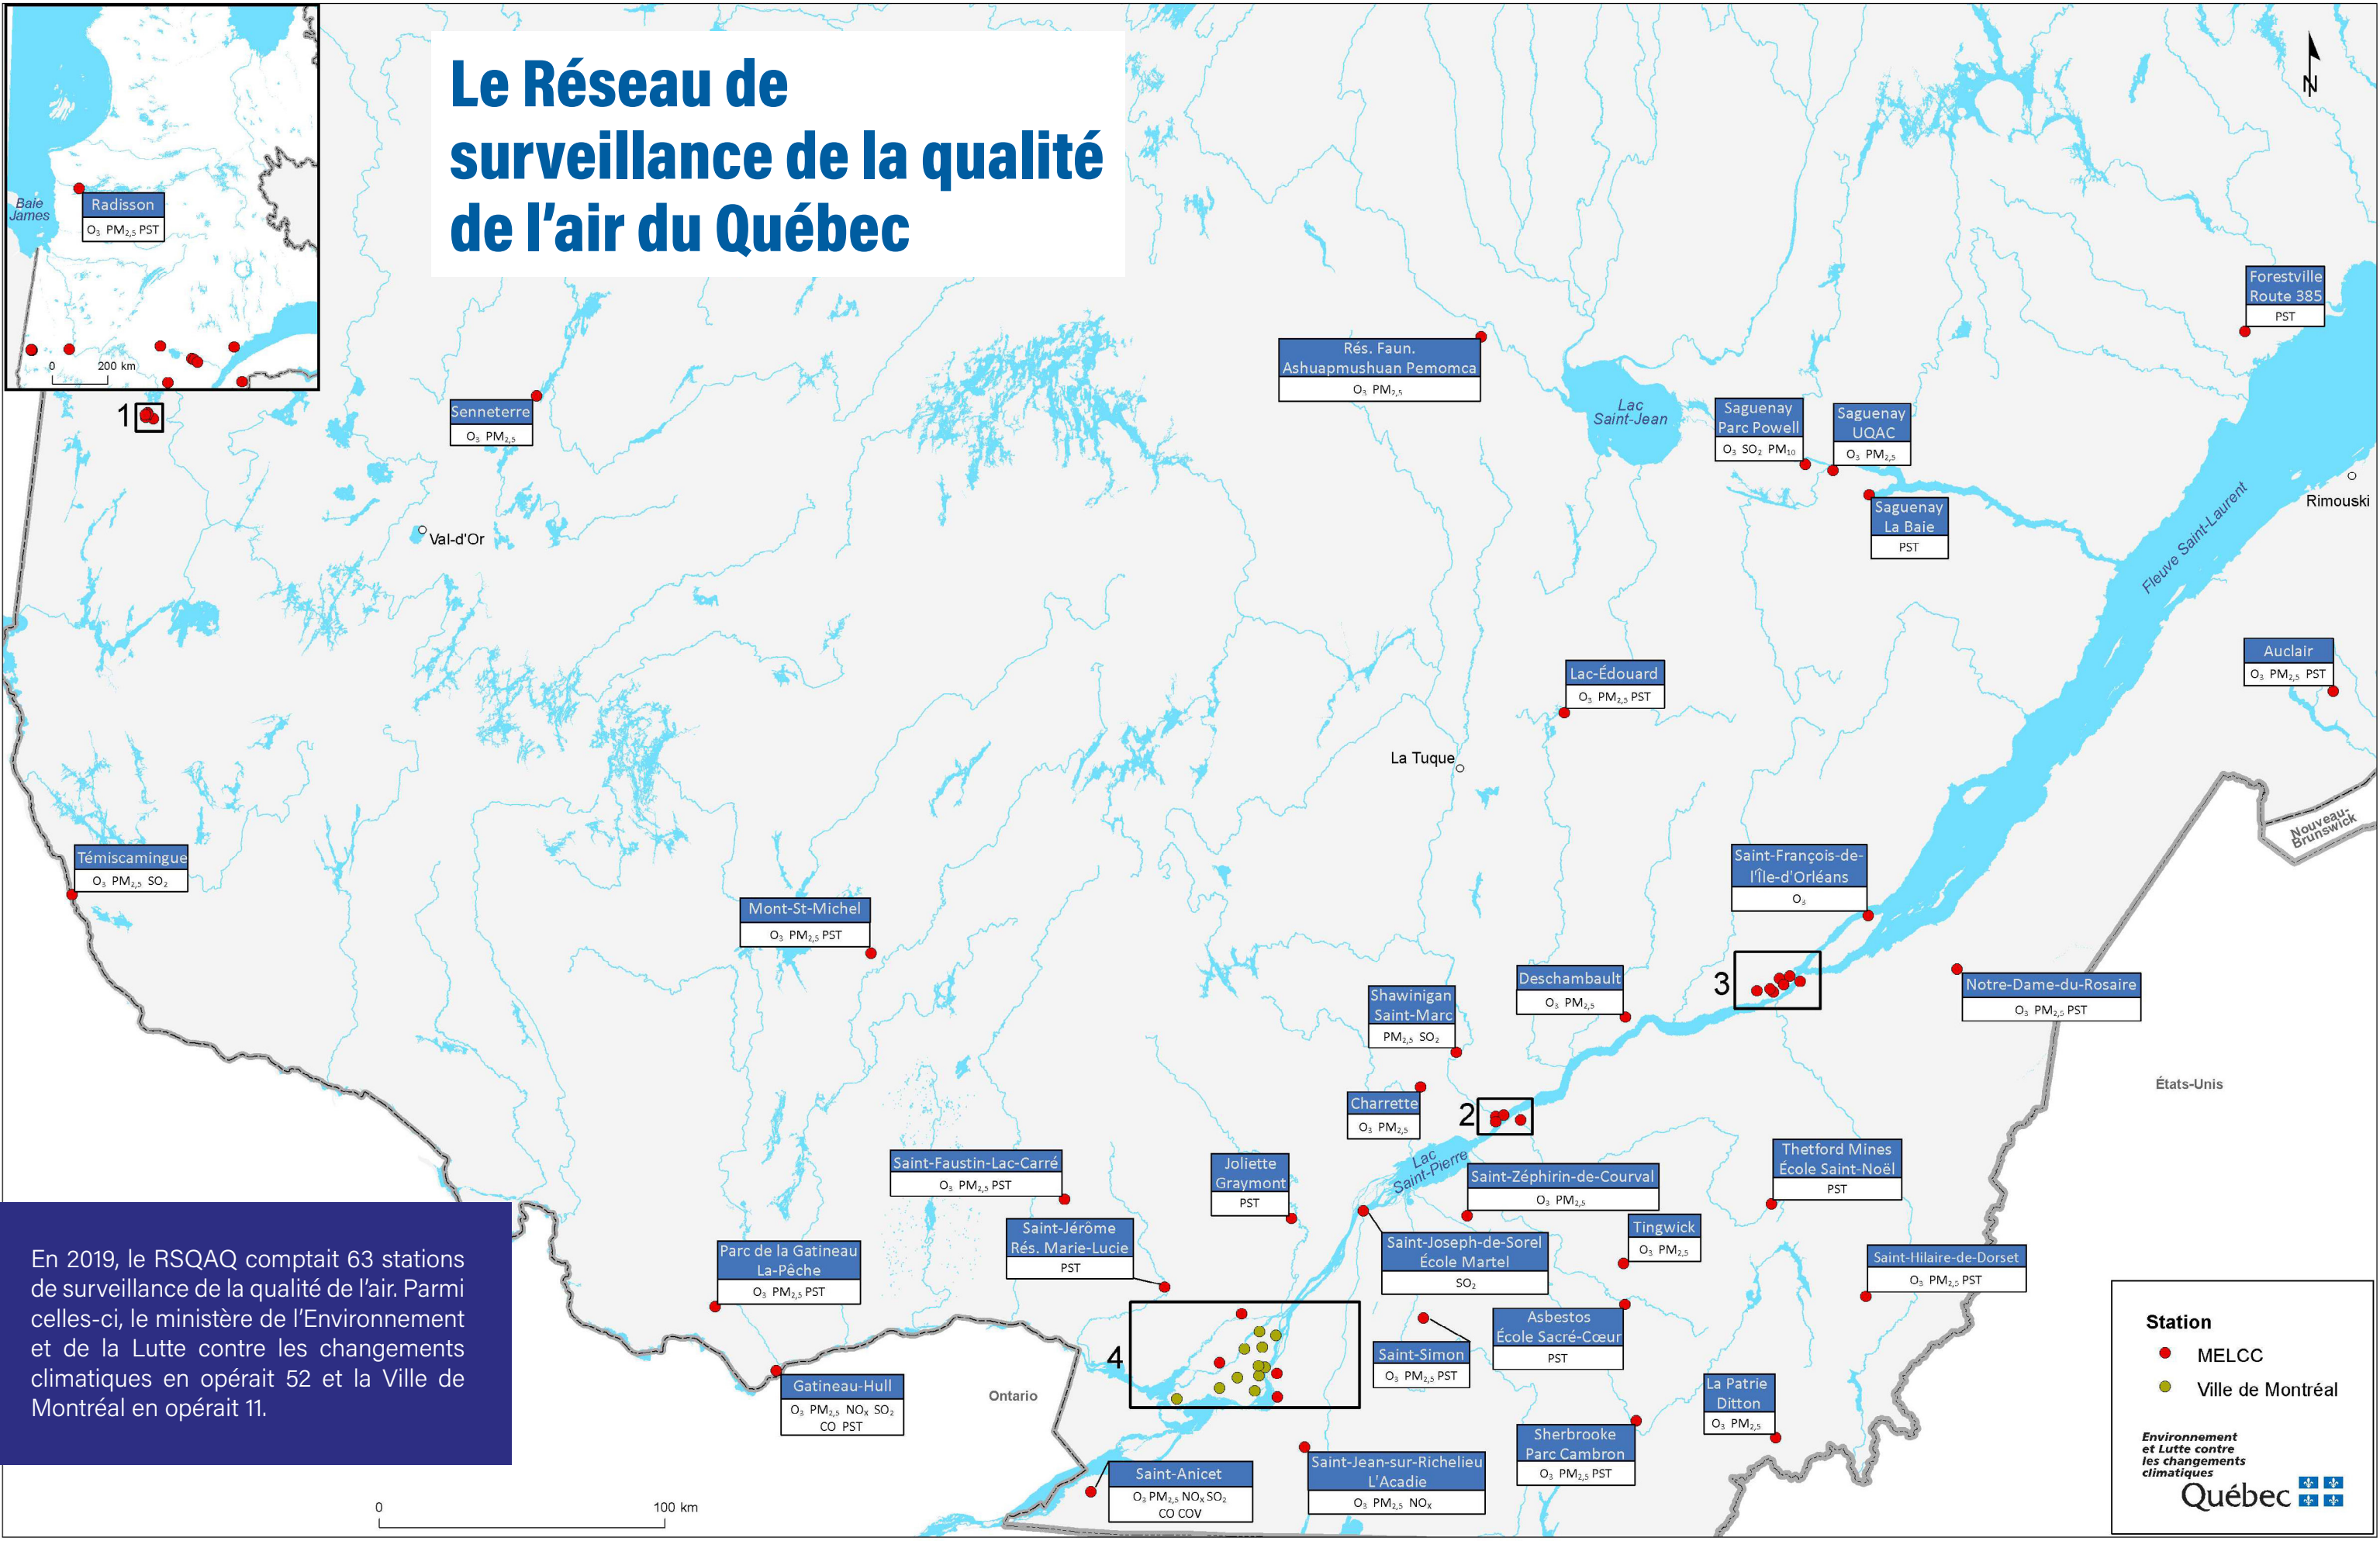 Le Réseau de
surveillance de la qualité
de l'air du Québec
N
Baie
James
Radisson
O₃ PM₂,₅ PST
0 200 km
1
Senneterre
O₃ PM₂,₅
Val-d'Or
Rés. Faun.
Ashuapmushuan Pemomca
O₃ PM₂,₅
Lac
Saint-Jean
Saguenay
Parc Powell
O₃ SO₂ PM₁₀
Saguenay
UQAC
O₃ PM₂,₅
Saguenay
La Baie
PST
Forestville
Route 385
PST
Rimouski
Fleuve Saint-Laurent
Auclair
O₃ PM₂,₅ PST
Lac-Édouard
O₃ PM₂,₅ PST
La Tuque
Nouveau-
Brunswick
Témiscamingue
O₃ PM₂,₅ SO₂
Mont-St-Michel
O₃ PM₂,₅ PST
Saint-François-de-
l'Île-d'Orléans
O₃
3
Notre-Dame-du-Rosaire
O₃ PM₂,₅ PST
Deschambault
O₃ PM₂,₅
Shawinigan
Saint-Marc
PM₂,₅ SO₂
Charrette
O₃ PM₂,₅
2
États-Unis
Lac
Saint-Pierre
Saint-Faustin-Lac-Carré
O₃ PM₂,₅ PST
Joliette
Graymont
PST
Saint-Zéphirin-de-Courval
O₃ PM₂,₅
Thetford Mines
École Saint-Noël
PST
Saint-Jérôme
Rés. Marie-Lucie
PST
Saint-Joseph-de-Sorel
École Martel
SO₂
Tingwick
O₃ PM₂,₅
Saint-Hilaire-de-Dorset
O₃ PM₂,₅ PST
Parc de la Gatineau
La-Pêche
O₃ PM₂,₅ PST
4
Saint-Simon
O₃ PM₂,₅ PST
Asbestos
École Sacré-Cœur
PST
Gatineau-Hull
O₃ PM₂,₅ NOₓ SO₂
CO PST
Ontario
La Patrie
Ditton
O₃ PM₂,₅
Sherbrooke
Parc Cambron
O₃ PM₂,₅ PST
Saint-Anicet
O₃ PM₂,₅ NOₓ SO₂
CO COV
Saint-Jean-sur-Richelieu
L'Acadie
O₃ PM₂,₅ NOₓ
En 2019, le RSQAQ comptait 63 stations
de surveillance de la qualité de l'air. Parmi
celles-ci, le ministère de l'Environnement
et de la Lutte contre les changements
climatiques en opérait 52 et la Ville de
Montréal en opérait 11.
0 100 km
Station
MELCC
Ville de Montréal
Environnement
et Lutte contre
les changements
climatiques
Québec